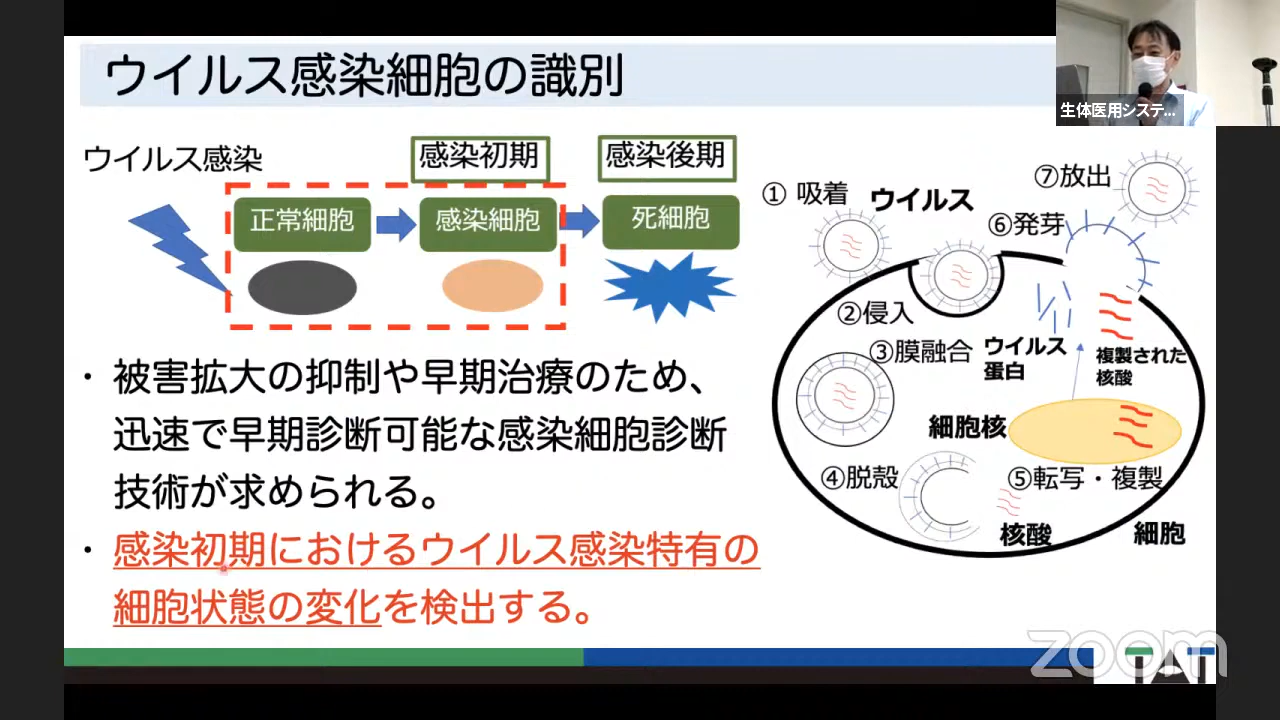 ウイルス感染細胞の識別
生体医用システ...
ウイルス感染
感染初期
感染後期
正常細胞
感染細胞
死細胞
① 吸着
ウイルス
⑦放出
⑥発芽
②侵入
③膜融合
ウイルス
蛋白
複製された
核酸
細胞核
④脱殻
⑤転写・複製
核酸
細胞
・被害拡大の抑制や早期治療のため、
迅速で早期診断可能な感染細胞診断
技術が求められる。
・感染初期におけるウイルス感染特有の
細胞状態の変化を検出する。
zoom